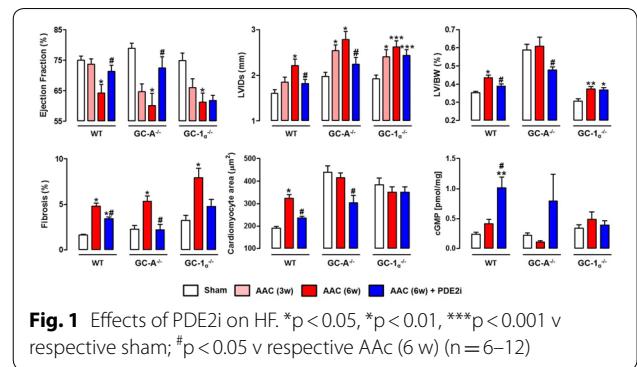 Ejection Fraction (%)
85
75
65
55
* # * # *
WT GC-A-/- GC-1α-/-
LVIDs (mm)
3
2
1
* # * * # * *** ***
WT GC-A-/- GC-1α-/-
LV/BW (%)
0.7
0.6
0.5
0.4
0.3
0.2
* # # ** *
WT GC-A-/- GC-1α-/-
Fibrosis (%)
10
5
0
* *# * # *
WT GC-A-/- GC-1α-/-
Cardiomyocyte area (μm2)
500
400
300
200
100
0
* # #
WT GC-A-/- GC-1α-/-
cGMP [pmol/mg]
1.5
1.0
0.5
0.0
#
**
WT GC-A-/- GC-1α-/-
Sham AAC (3w) AAC (6w) AAC (6w) + PDE2i
Fig. 1 Effects of PDE2i on HF. *p < 0.05, *p < 0.01, ***p < 0.001 v
respective sham; #p < 0.05 v respective AAc (6 w) (n = 6–12)